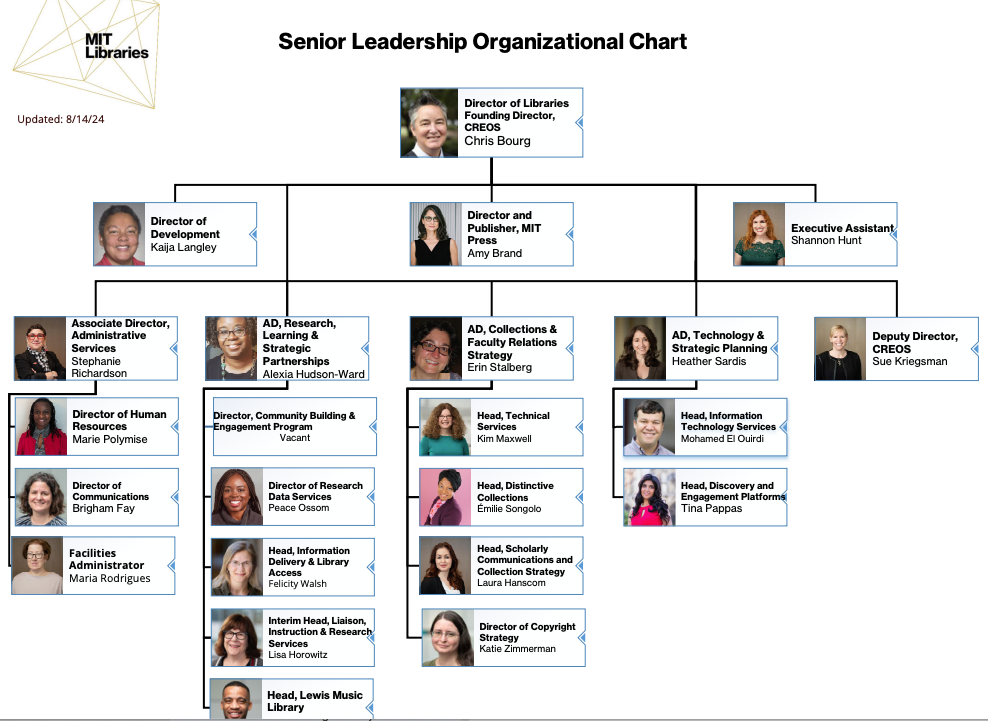 MIT
Libraries
Senior Leadership Organizational Chart
Updated: 8/14/24
Director of Libraries
Founding Director,
CREOS
Chris Bourg
Director of
Development
Kaija Langley
Director and
Publisher, MIT
Press
Amy Brand
Executive Assistant
Shannon Hunt
Associate Director,
Administrative
Services
Stephanie
Richardson
AD, Research,
Learning &
Strategic
Partnerships
Alexia Hudson-Ward
AD, Collections &
Faculty Relations
Strategy
Erin Stalberg
AD, Technology &
Strategic Planning
Heather Sardis
Deputy Director,
CREOS
Sue Kriegsman
Director of Human
Resources
Marie Polymise
Director, Community Building &
Engagement Program
Vacant
Head, Technical
Services
Kim Maxwell
Head, Information
Technology Services
Mohamed El Ouirdi
Director of
Communications
Brigham Fay
Director of Research
Data Services
Peace Ossom
Head, Distinctive
Collections
Émilie Songolo
Head, Discovery and
Engagement Platforms
Tina Pappas
Facilities
Administrator
Maria Rodrigues
Head, Information
Delivery & Library
Access
Felicity Walsh
Head, Scholarly
Communications and
Collection Strategy
Laura Hanscom
Interim Head, Liaison,
Instruction & Research
Services
Lisa Horowitz
Director of Copyright
Strategy
Katie Zimmerman
Head, Lewis Music
Library